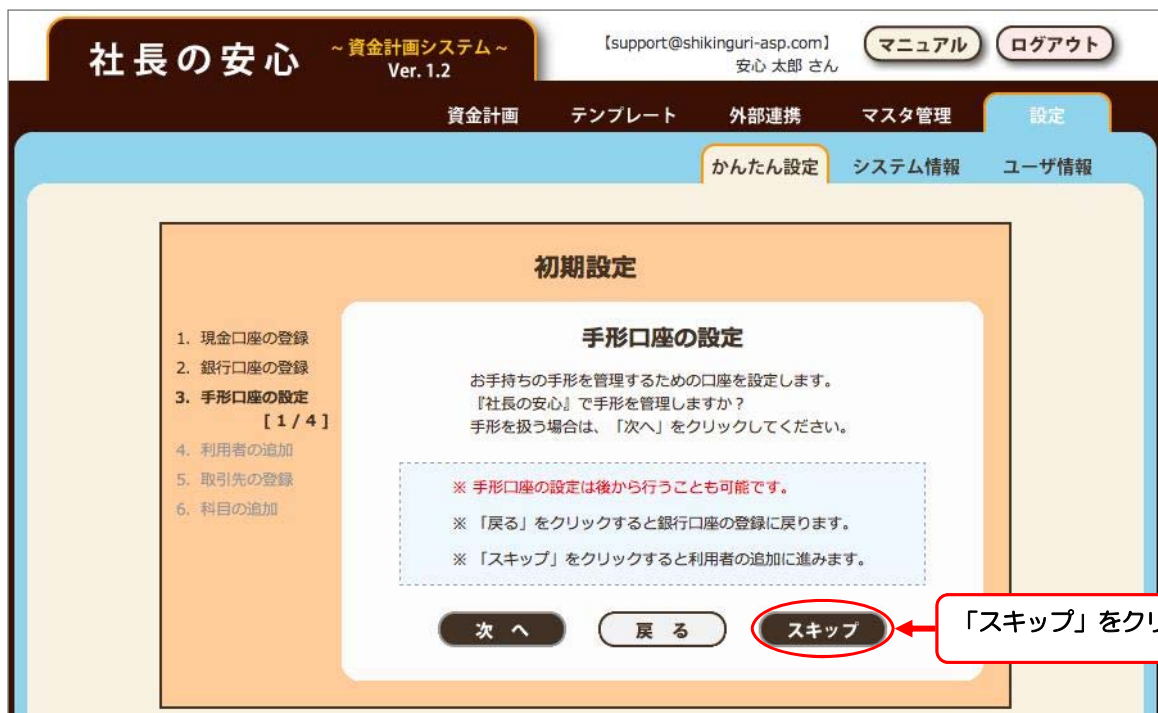 社長の安心
~ 資金計画システム ~
Ver. 1.2
【support@shikinguri-asp.com】
安心 太郎 さん
マニュアル
ログアウト
資金計画
テンプレート
外部連携
マスタ管理
設定
かんたん設定
システム情報
ユーザ情報
初期設定
1. 現金口座の登録
2. 銀行口座の登録
3. 手形口座の設定
[ 1 / 4 ]
4. 利用者の追加
5. 取引先の登録
6. 科目の追加
手形口座の設定
お手持ちの手形を管理するための口座を設定します。
『社長の安心』で手形を管理しますか？
手形を扱う場合は、「次へ」をクリックしてください。
※ 手形口座の設定は後から行うことも可能です。
※ 「戻る」をクリックすると銀行口座の登録に戻ります。
※ 「スキップ」をクリックすると利用者の追加に進みます。
次 へ
戻 る
スキップ
「スキップ」をクリ